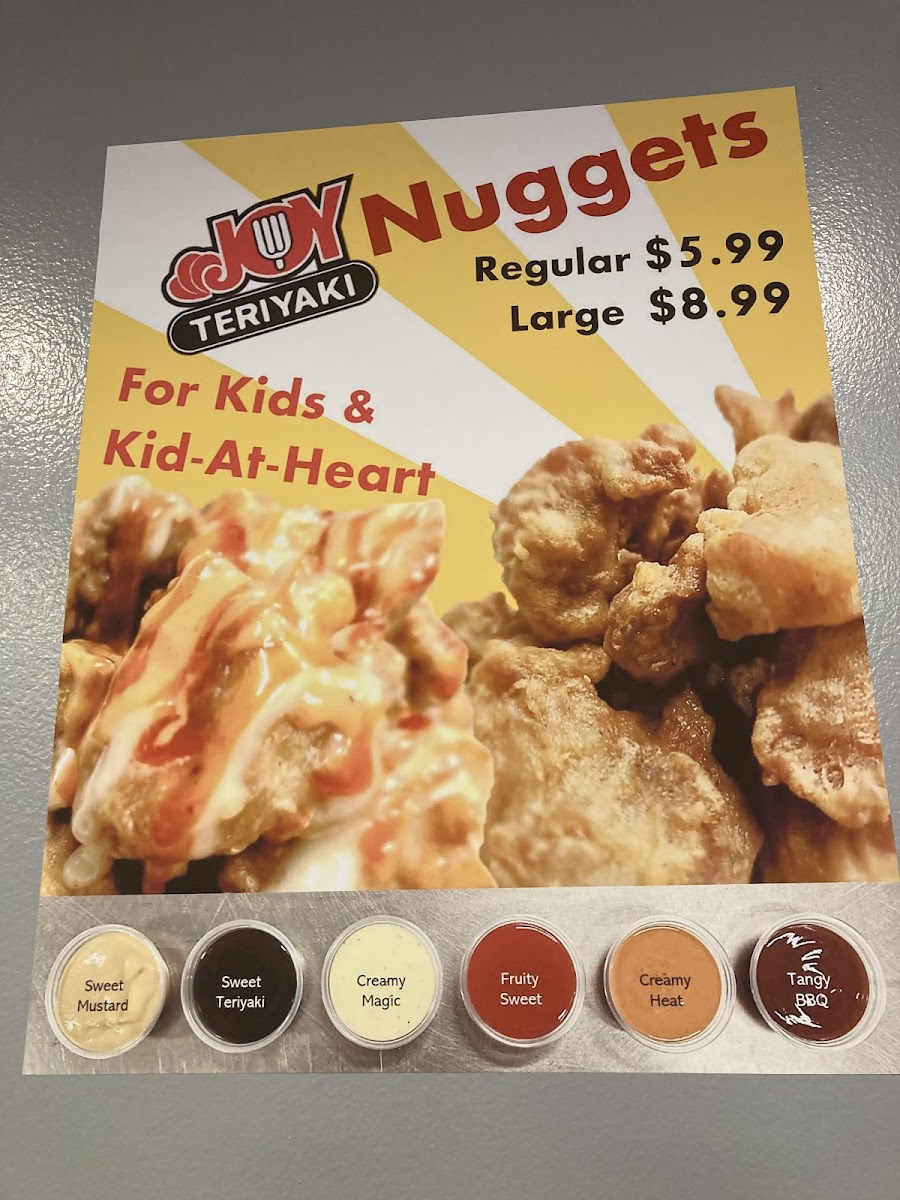 JOY
TERIYAKI
Nuggets
Regular $5.99
Large $8.99
For Kids &
Kid-At-Heart
Sweet
Mustard
Sweet
Teriyaki
Creamy
Magic
Fruity
Sweet
Creamy
Heat
Tangy
BBQ